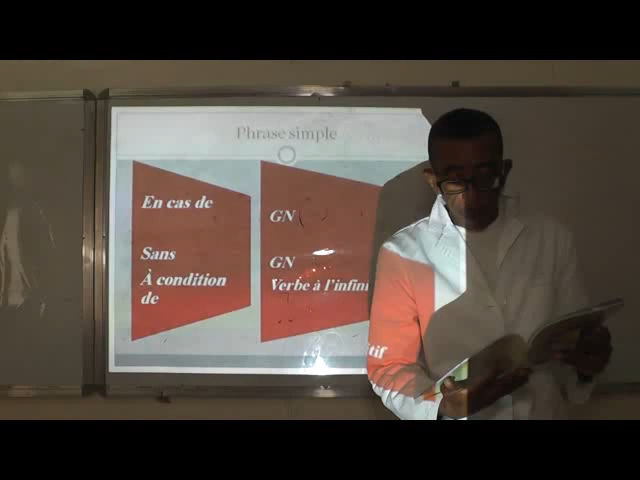 Phrase simple
En cas de
Sans
À condition
de
GN
GN
Verbe à l'infini
tif